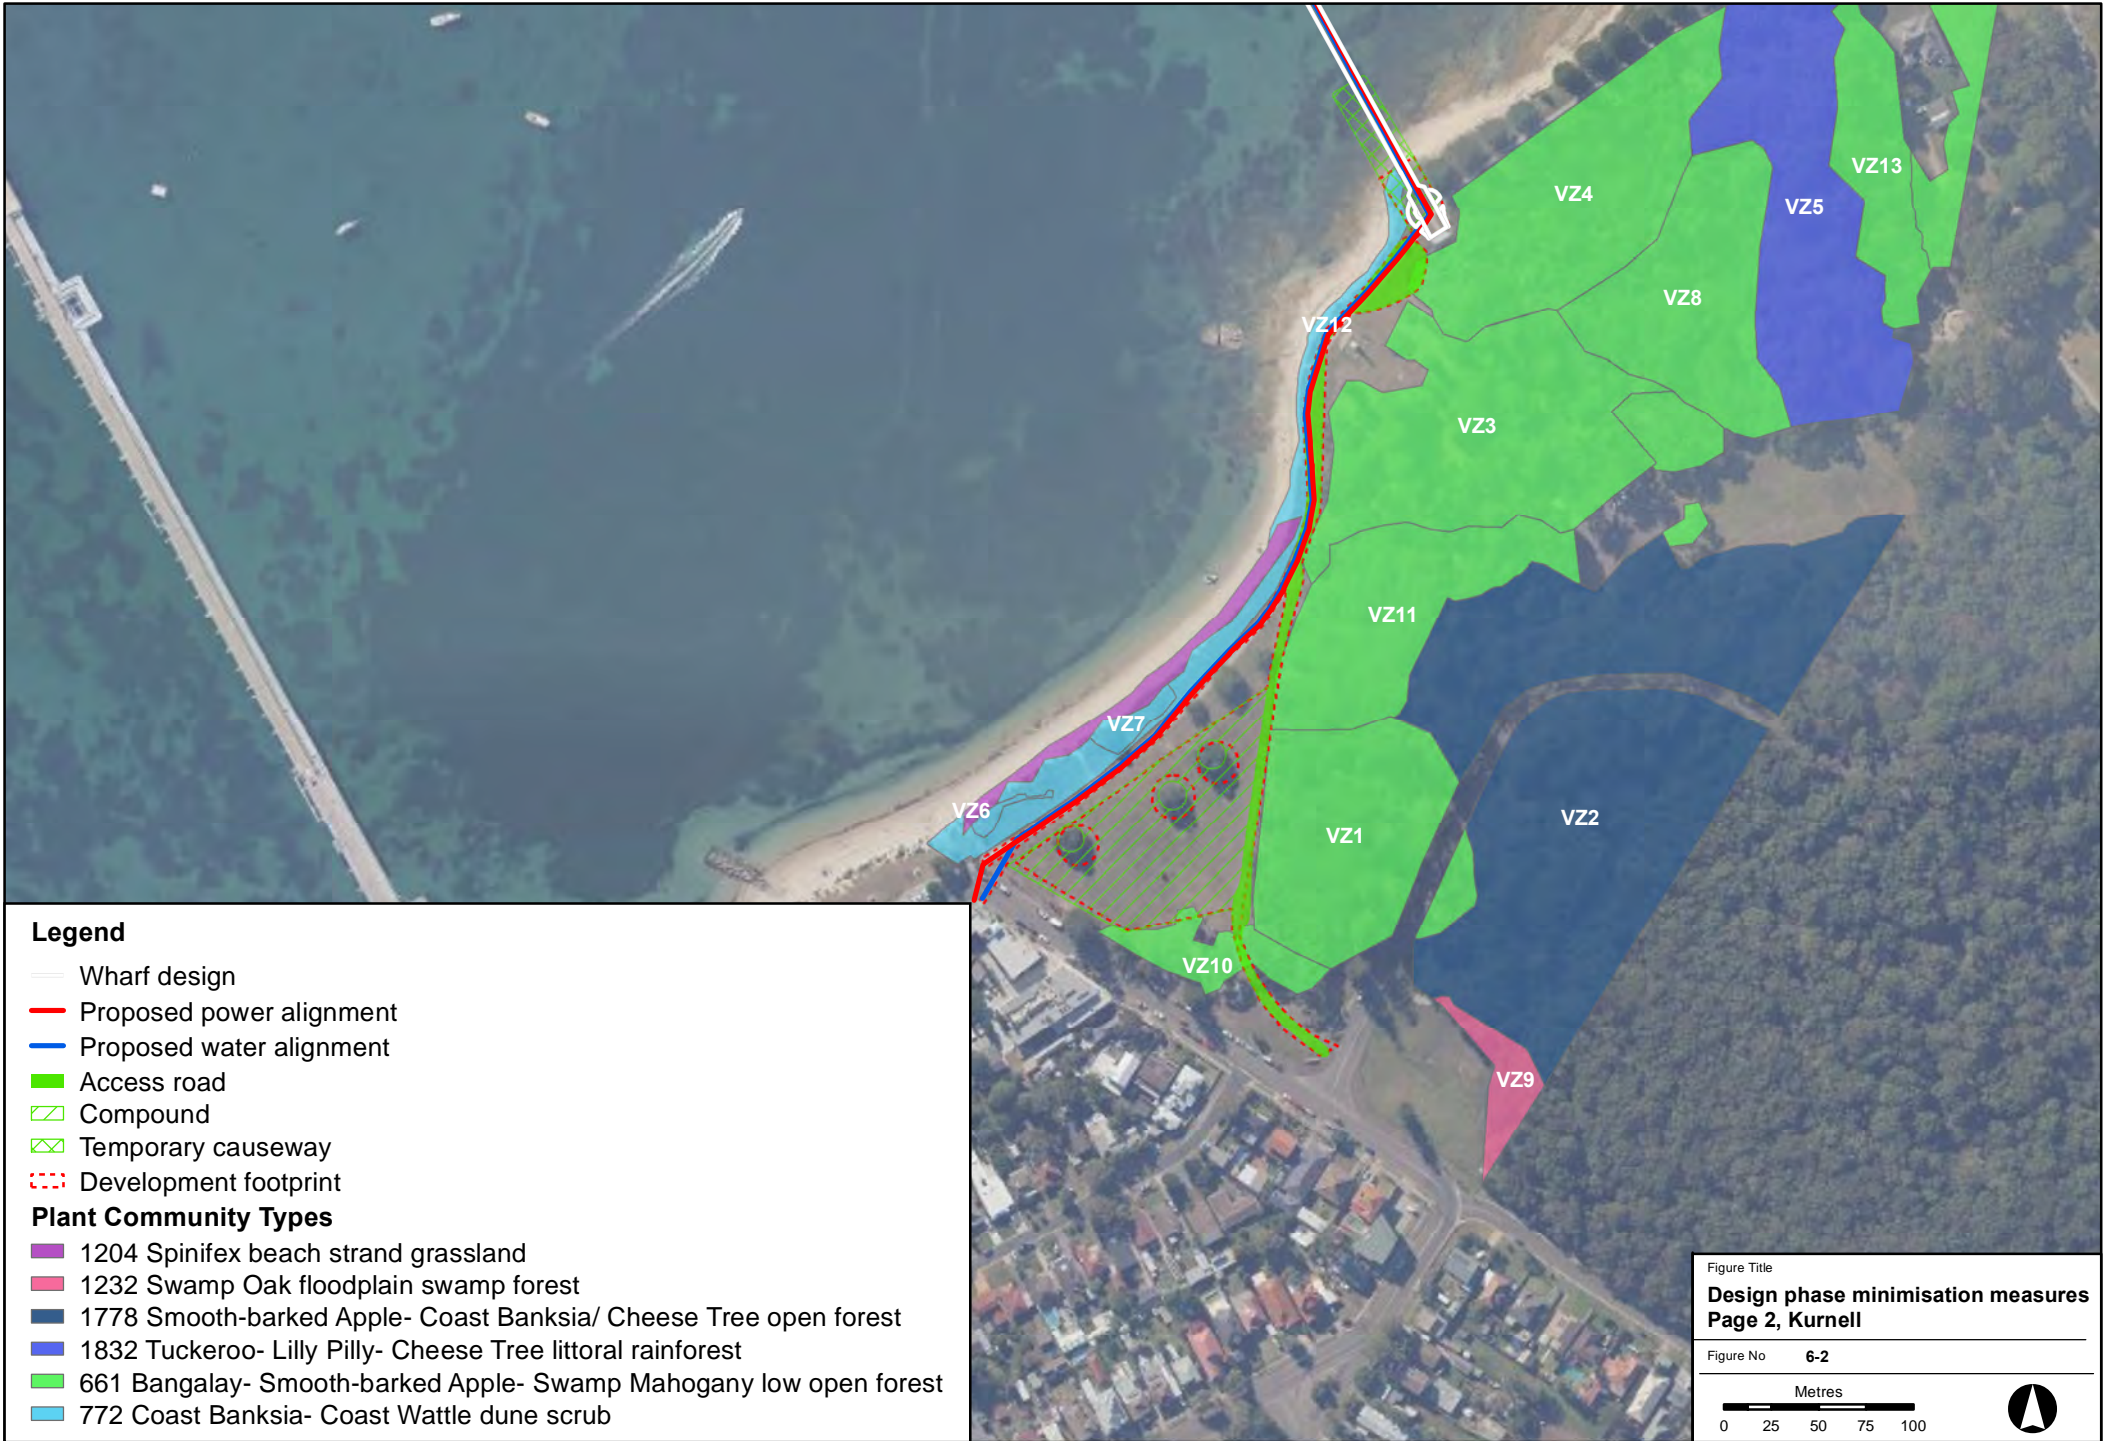 VZ13
VZ4
VZ5
VZ8
VZ12
VZ3
VZ11
VZ7
VZ6
VZ2
VZ1
VZ10
VZ9
Legend
Wharf design
Proposed power alignment
Proposed water alignment
Access road
Compound
Temporary causeway
Development footprint
Plant Community Types
1204 Spinifex beach strand grassland
1232 Swamp Oak floodplain swamp forest
1778 Smooth-barked Apple- Coast Banksia/ Cheese Tree open forest
1832 Tuckeroo- Lilly Pilly- Cheese Tree littoral rainforest
661 Bangalay- Smooth-barked Apple- Swamp Mahogany low open forest
772 Coast Banksia- Coast Wattle dune scrub
Figure Title
Design phase minimisation measures
Page 2, Kurnell
Figure No 6-2
Metres
0 25 50 75 100